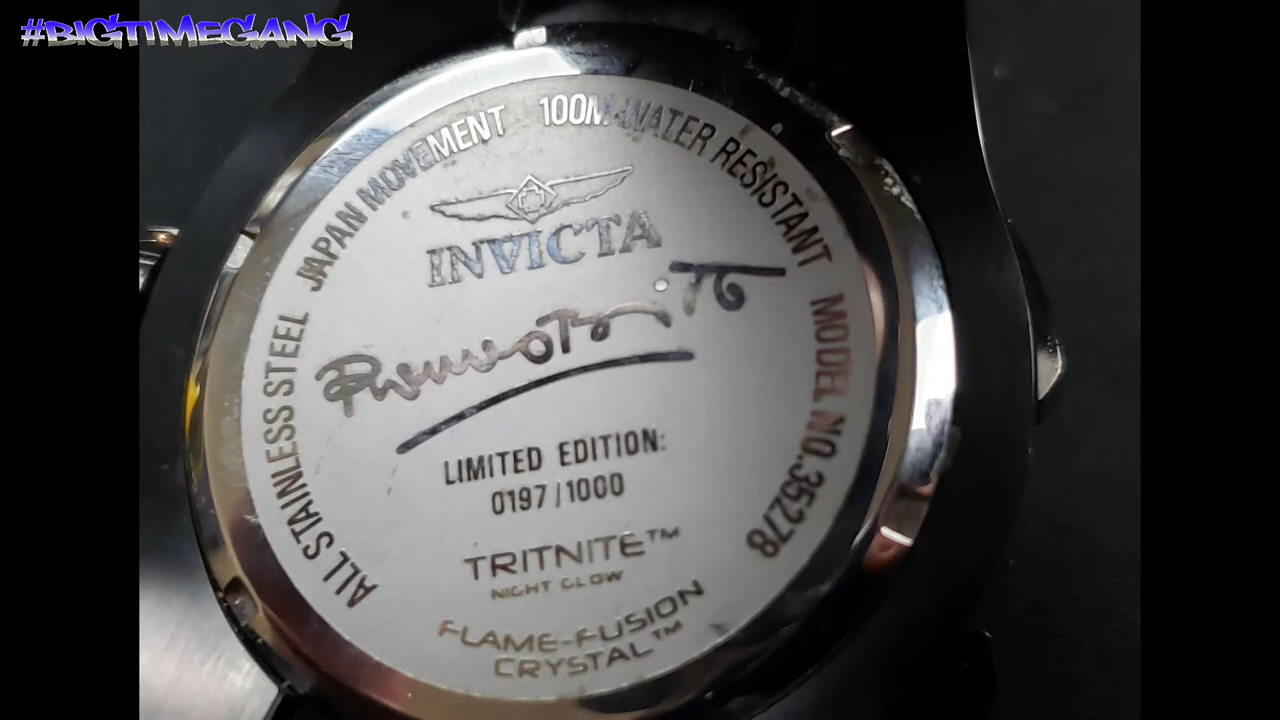 #BIGTIMEGANG
ALL STAINLESS STEEL JAPAN MOVEMENT 100M WATER RESISTANT MODEL NO.35278
INVICTA
LIMITED EDITION:
0197/1000
TRITNITE™
NIGHT GLOW
FLAME-FUSION
CRYSTAL™